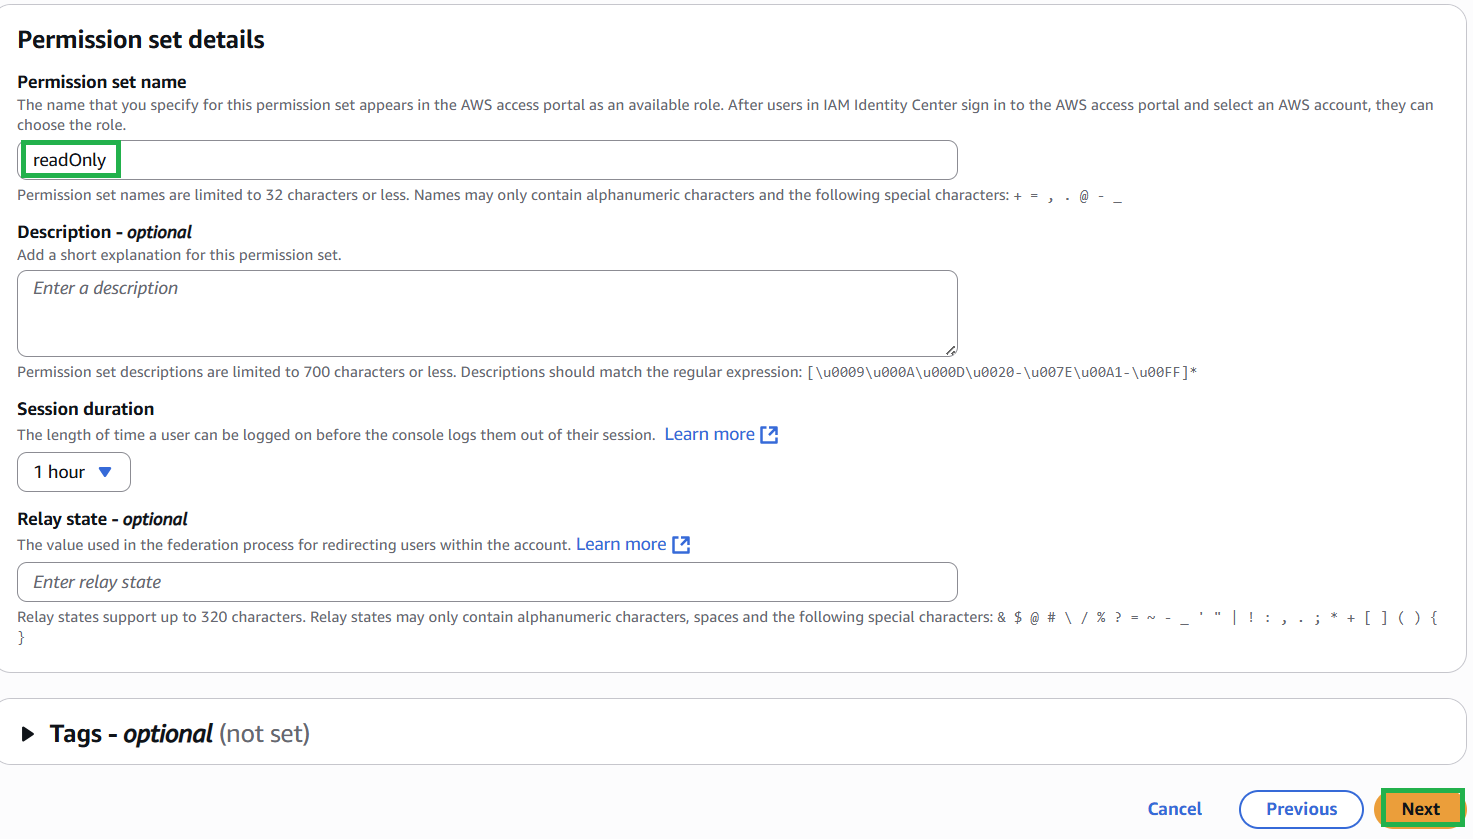 Permission set details
Permission set name
The name that you specify for this permission set appears in the AWS access portal as an available role. After users in IAM Identity Center sign in to the AWS access portal and select an AWS account, they can
choose the role.
readOnly
Permission set names are limited to 32 characters or less. Names may only contain alphanumeric characters and the following special characters: + = , . @ - _
Description - optional
Add a short explanation for this permission set.
Enter a description
Permission set descriptions are limited to 700 characters or less. Descriptions should match the regular expression: [\u0009\u000A\u000D\u0020-\u007E\u00A1-\u00FF]*
Session duration
The length of time a user can be logged on before the console logs them out of their session. Learn more
1 hour
Relay state - optional
The value used in the federation process for redirecting users within the account. Learn more
Enter relay state
Relay states support up to 320 characters. Relay states may only contain alphanumeric characters, spaces and the following special characters: & $ @ # \ / % ? = ~ - _ ' " | ! : , . ; * + [ ] ( ) {
}
Tags - optional (not set)
Cancel Previous Next